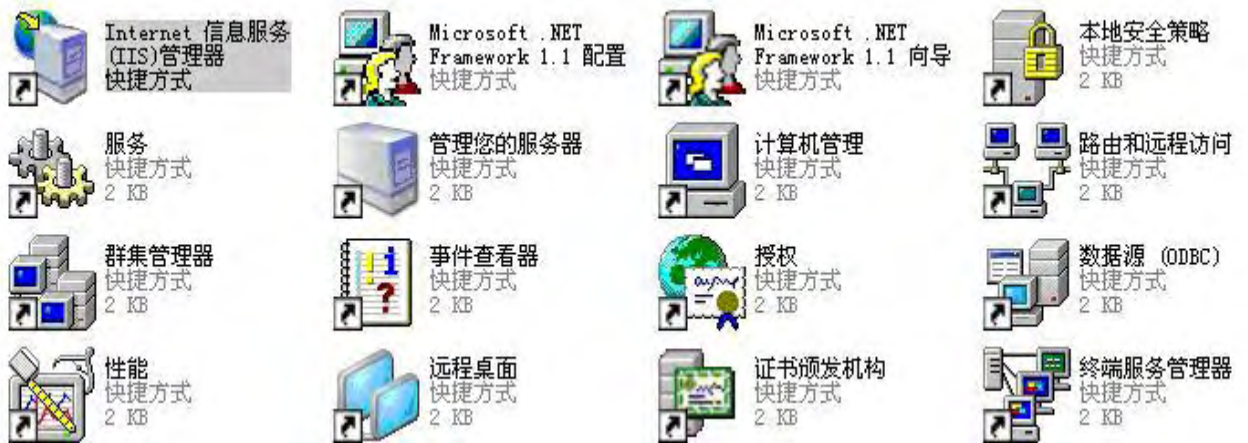 Internet 信息服务
(IIS)管理器
快捷方式
Microsoft .NET
Framework 1.1 配置
快捷方式
Microsoft .NET
Framework 1.1 向导
快捷方式
本地安全策略
快捷方式
2 KB
服务
快捷方式
2 KB
管理您的服务器
快捷方式
2 KB
计算机管理
快捷方式
2 KB
路由和远程访问
快捷方式
2 KB
群集管理器
快捷方式
2 KB
事件查看器
快捷方式
2 KB
授权
快捷方式
2 KB
数据源 (ODBC)
快捷方式
2 KB
性能
快捷方式
2 KB
远程桌面
快捷方式
2 KB
证书颁发机构
快捷方式
2 KB
终端服务管理器
快捷方式
2 KB